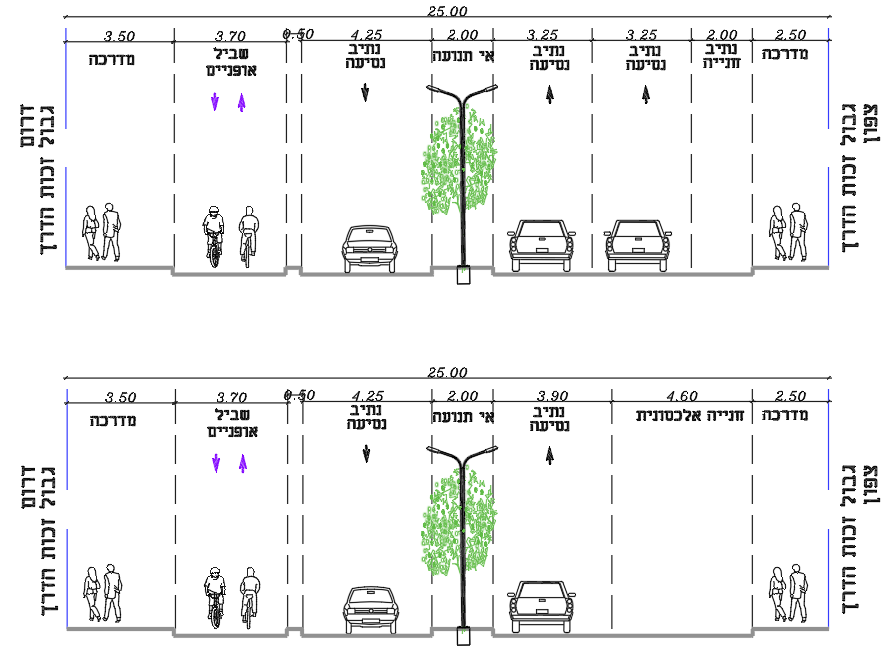 25.00
3.50 3.70 0.50 4.25 2.00 3.25 3.25 2.00 2.50
מדרכה
שביל
אופניים
נתיב
נסיעה
אי תנועה
נתיב
נסיעה
נתיב
נסיעה
נתיב
חנייה
מדרכה
דרום
גבול זכות הדרך
צפון
גבול זכות הדרך
25.00
3.50 3.70 0.50 4.25 2.00 3.90 4.60 2.50
מדרכה
שביל
אופניים
נתיב
נסיעה
אי תנועה
נתיב
נסיעה
חנייה אלכסונית
מדרכה
דרום
גבול זכות הדרך
צפון
גבול זכות הדרך